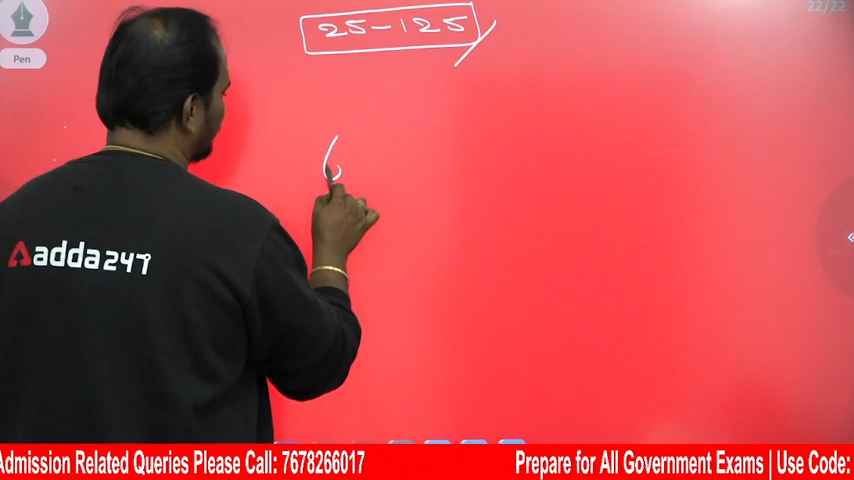 22/22
Pen
25-125
6
adda247
Admission Related Queries Please Call: 7678266017
Prepare for All Government Exams | Use Code: